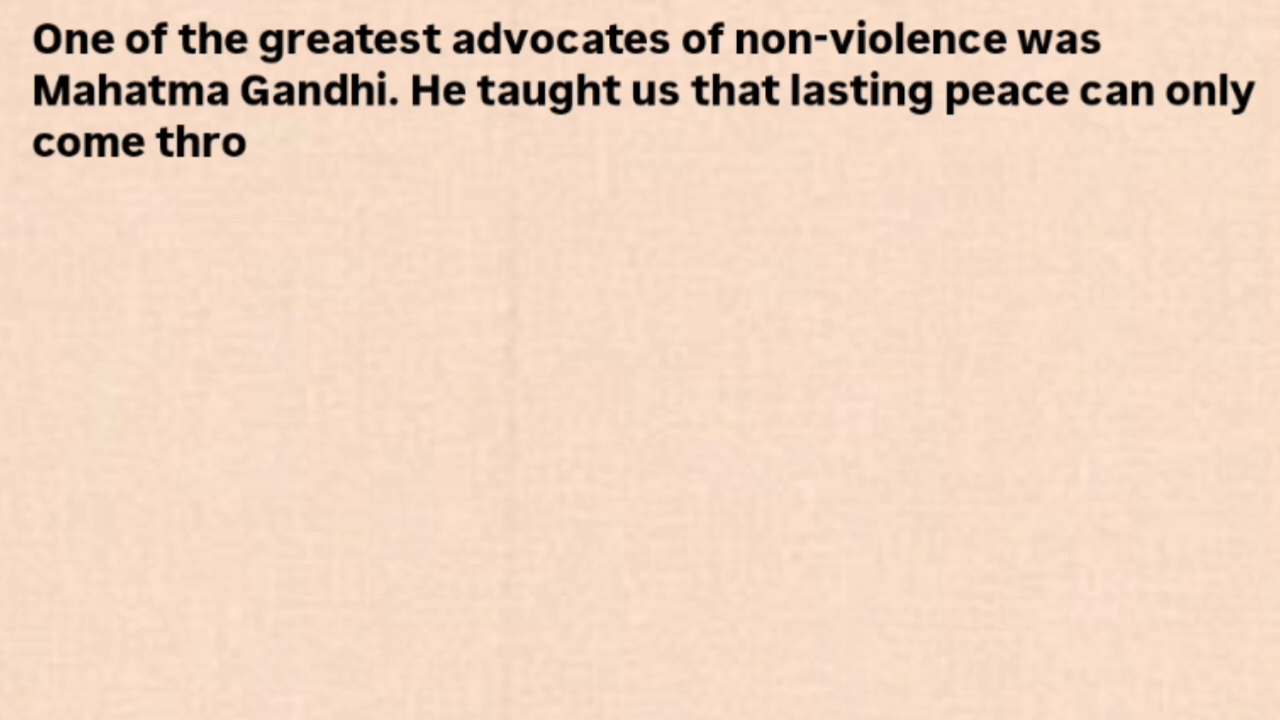 One of the greatest advocates of non-violence was
Mahatma Gandhi. He taught us that lasting peace can only
come thro